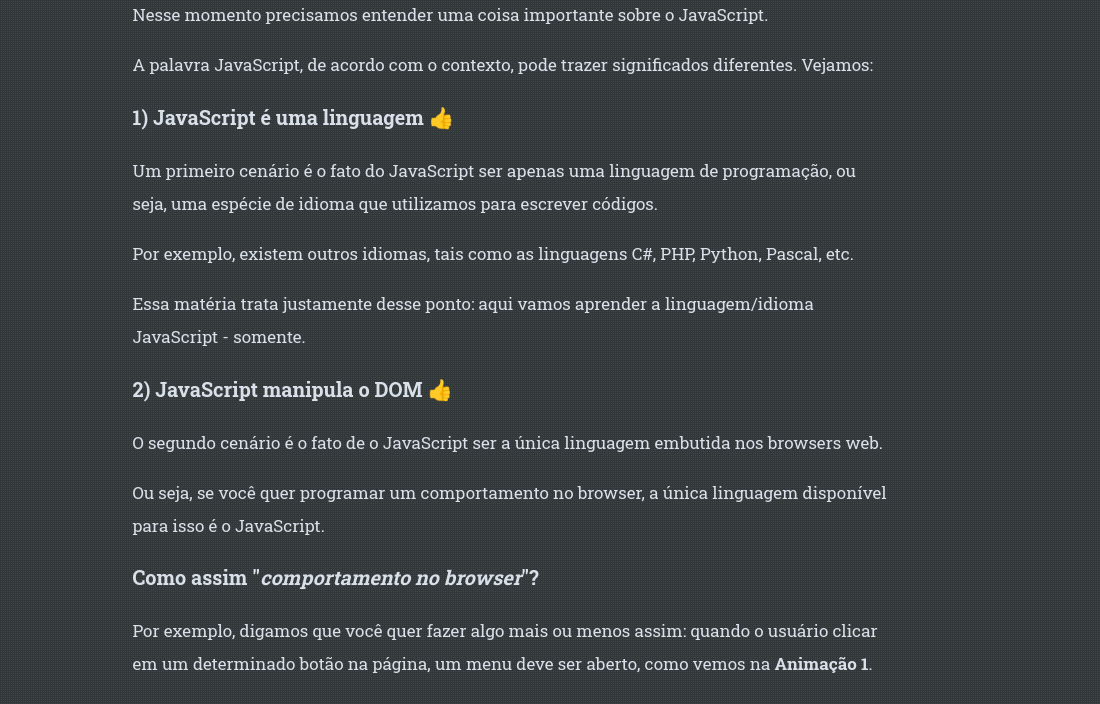 Nesse momento precisamos entender uma coisa importante sobre o JavaScript.
A palavra JavaScript, de acordo com o contexto, pode trazer significados diferentes. Vejamos:
1) JavaScript é uma linguagem 👍
Um primeiro cenário é o fato do JavaScript ser apenas uma linguagem de programação, ou
seja, uma espécie de idioma que utilizamos para escrever códigos.
Por exemplo, existem outros idiomas, tais como as linguagens C#, PHP, Python, Pascal, etc.
Essa matéria trata justamente desse ponto: aqui vamos aprender a linguagem/idioma
JavaScript - somente.
2) JavaScript manipula o DOM 👍
O segundo cenário é o fato de o JavaScript ser a única linguagem embutida nos browsers web.
Ou seja, se você quer programar um comportamento no browser, a única linguagem disponível
para isso é o JavaScript.
Como assim "comportamento no browser"?
Por exemplo, digamos que você quer fazer algo mais ou menos assim: quando o usuário clicar
em um determinado botão na página, um menu deve ser aberto, como vemos na Animação 1.